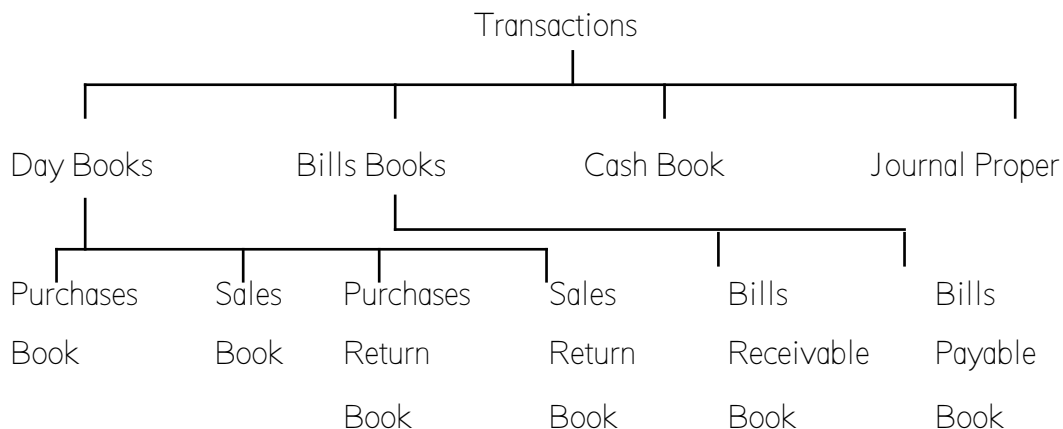 Transactions
Day Books Bills Books Cash Book Journal Proper
Purchases Sales Purchases Sales Bills Bills
Book Book Return Return Receivable Payable
Book Book Book Book